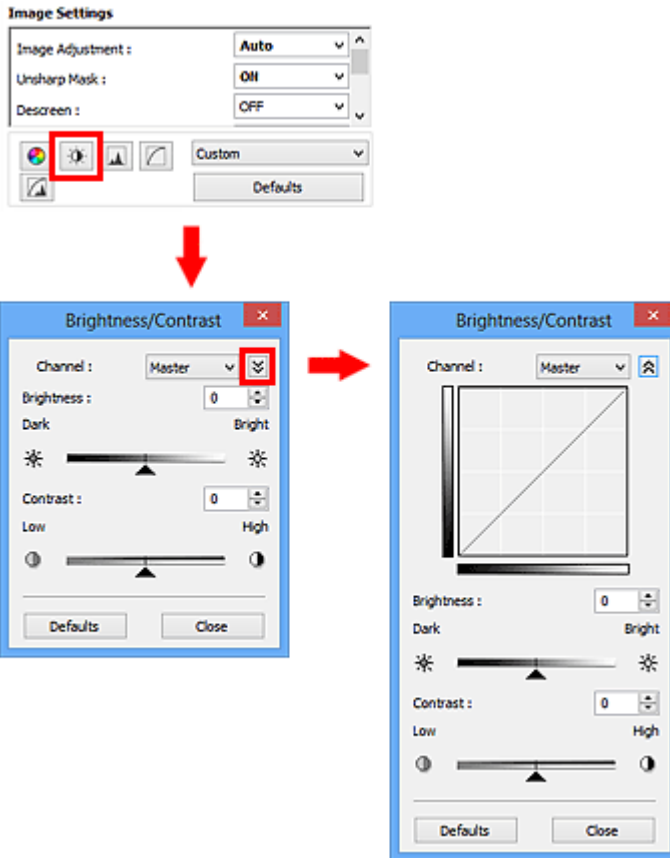 Image Settings
Image Adjustment : Auto
Unsharp Mask : ON
Descreen : OFF
Custom
Defaults
Brightness/Contrast
Channel : Master
Brightness : 0
Dark Bright
Contrast : 0
Low High
Defaults Close
Brightness/Contrast
Channel : Master
Brightness : 0
Dark Bright
Contrast : 0
Low High
Defaults Close